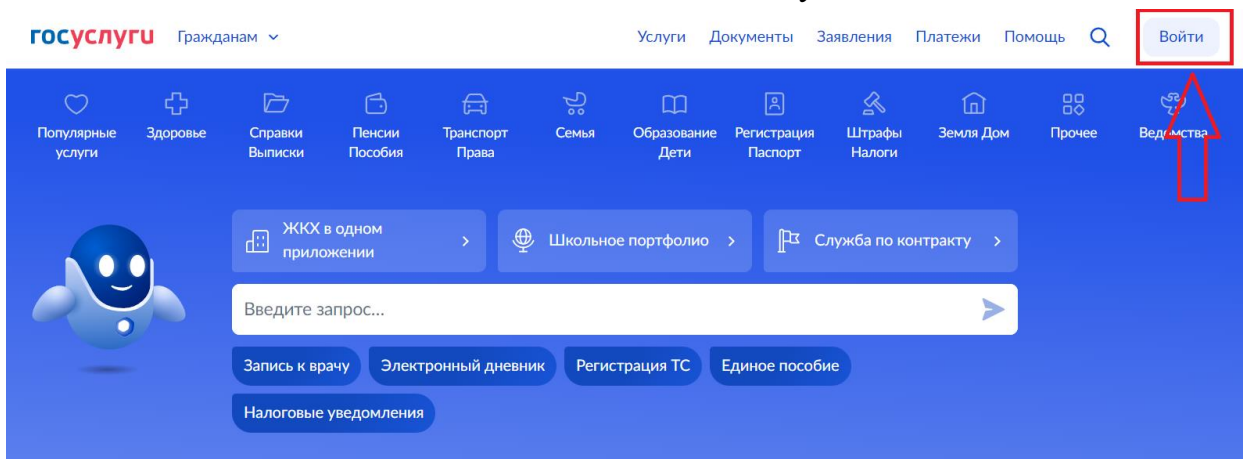 госуслуги Гражданам Услуги Документы Заявления Платежи Помощь Войти
Популярные услуги
Здоровье
Справки Выписки
Пенсии Пособия
Транспорт Права
Семья
Образование Дети
Регистрация Паспорт
Штрафы Налоги
Земля Дом
Прочее
Ведомства
ЖКХ в одном
приложении
Школьное портфолио
Служба по контракту
Введите запрос...
Запись к врачу Электронный дневник Регистрация ТС Единое пособие
Налоговые уведомления